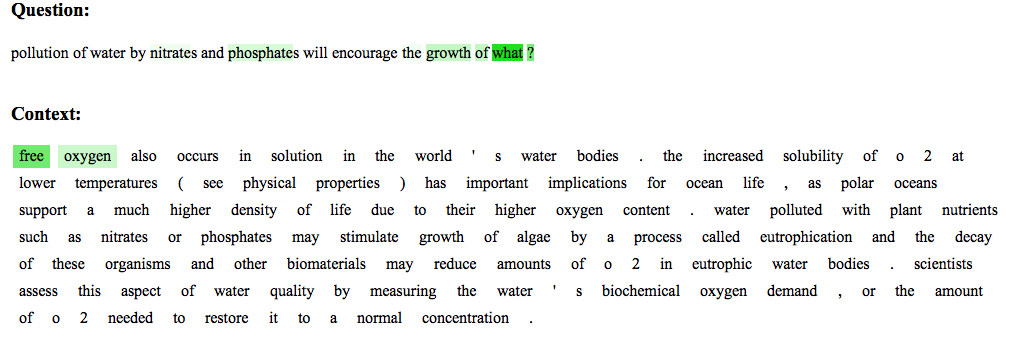 Question:
pollution of water by nitrates and phosphates will encourage the growth of what ?
Context:
free oxygen also occurs in solution in the world ' s water bodies . the increased solubility of o 2 at
lower temperatures ( see physical properties ) has important implications for ocean life , as polar oceans
support a much higher density of life due to their higher oxygen content . water polluted with plant nutrients
such as nitrates or phosphates may stimulate growth of algae by a process called eutrophication and the decay
of these organisms and other biomaterials may reduce amounts of o 2 in eutrophic water bodies . scientists
assess this aspect of water quality by measuring the water ' s biochemical oxygen demand , or the amount
of o 2 needed to restore it to a normal concentration .